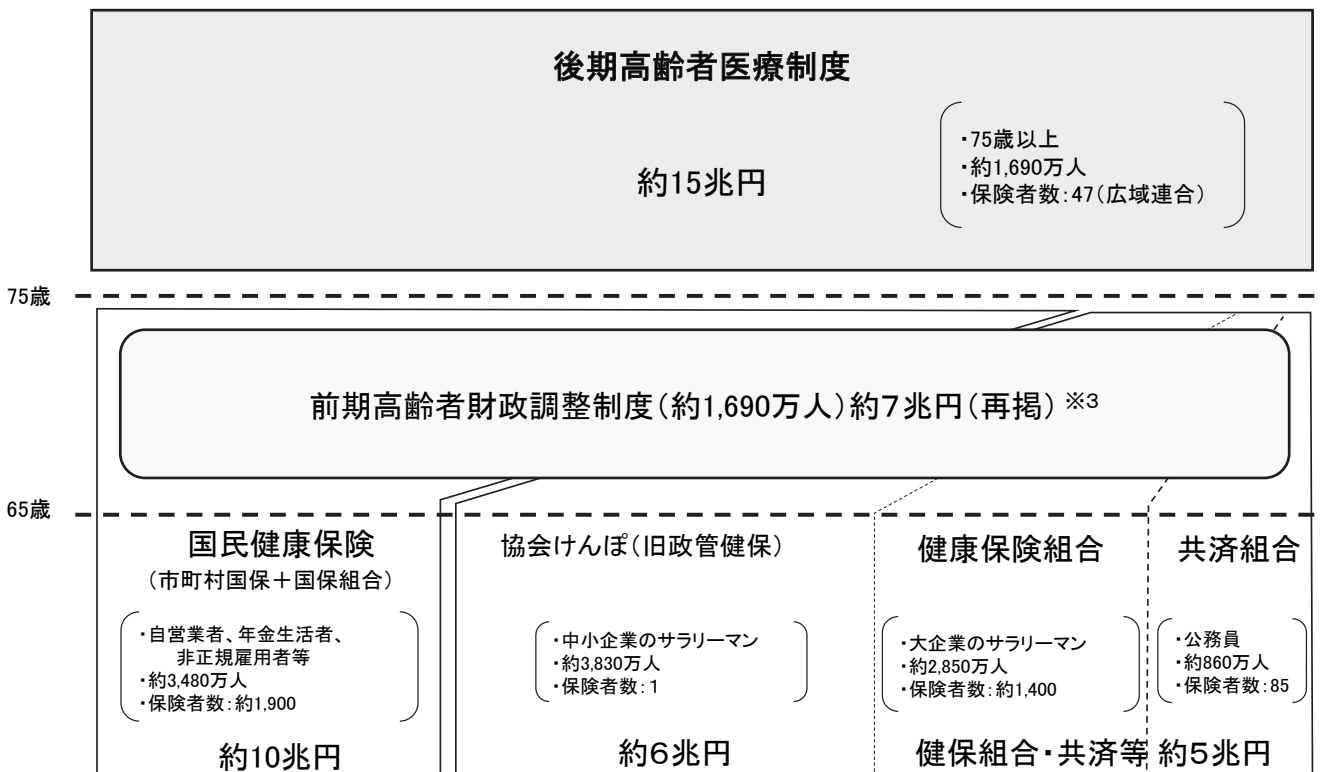 後期高齢者医療制度
約15兆円
・75歳以上
・約1,690万人
・保険者数：47（広域連合）
75歳
前期高齢者財政調整制度（約1,690万人）約７兆円（再掲）※3
65歳
国民健康保険
（市町村国保＋国保組合）
・自営業者、年金生活者、
非正規雇用者等
・約3,480万人
・保険者数：約1,900
約10兆円
協会けんぽ（旧政管健保）
・中小企業のサラリーマン
・約3,830万人
・保険者数：1
約６兆円
健康保険組合
・大企業のサラリーマン
・約2,850万人
・保険者数：約1,400
共済組合
・公務員
・約860万人
・保険者数：85
健保組合・共済等 約５兆円